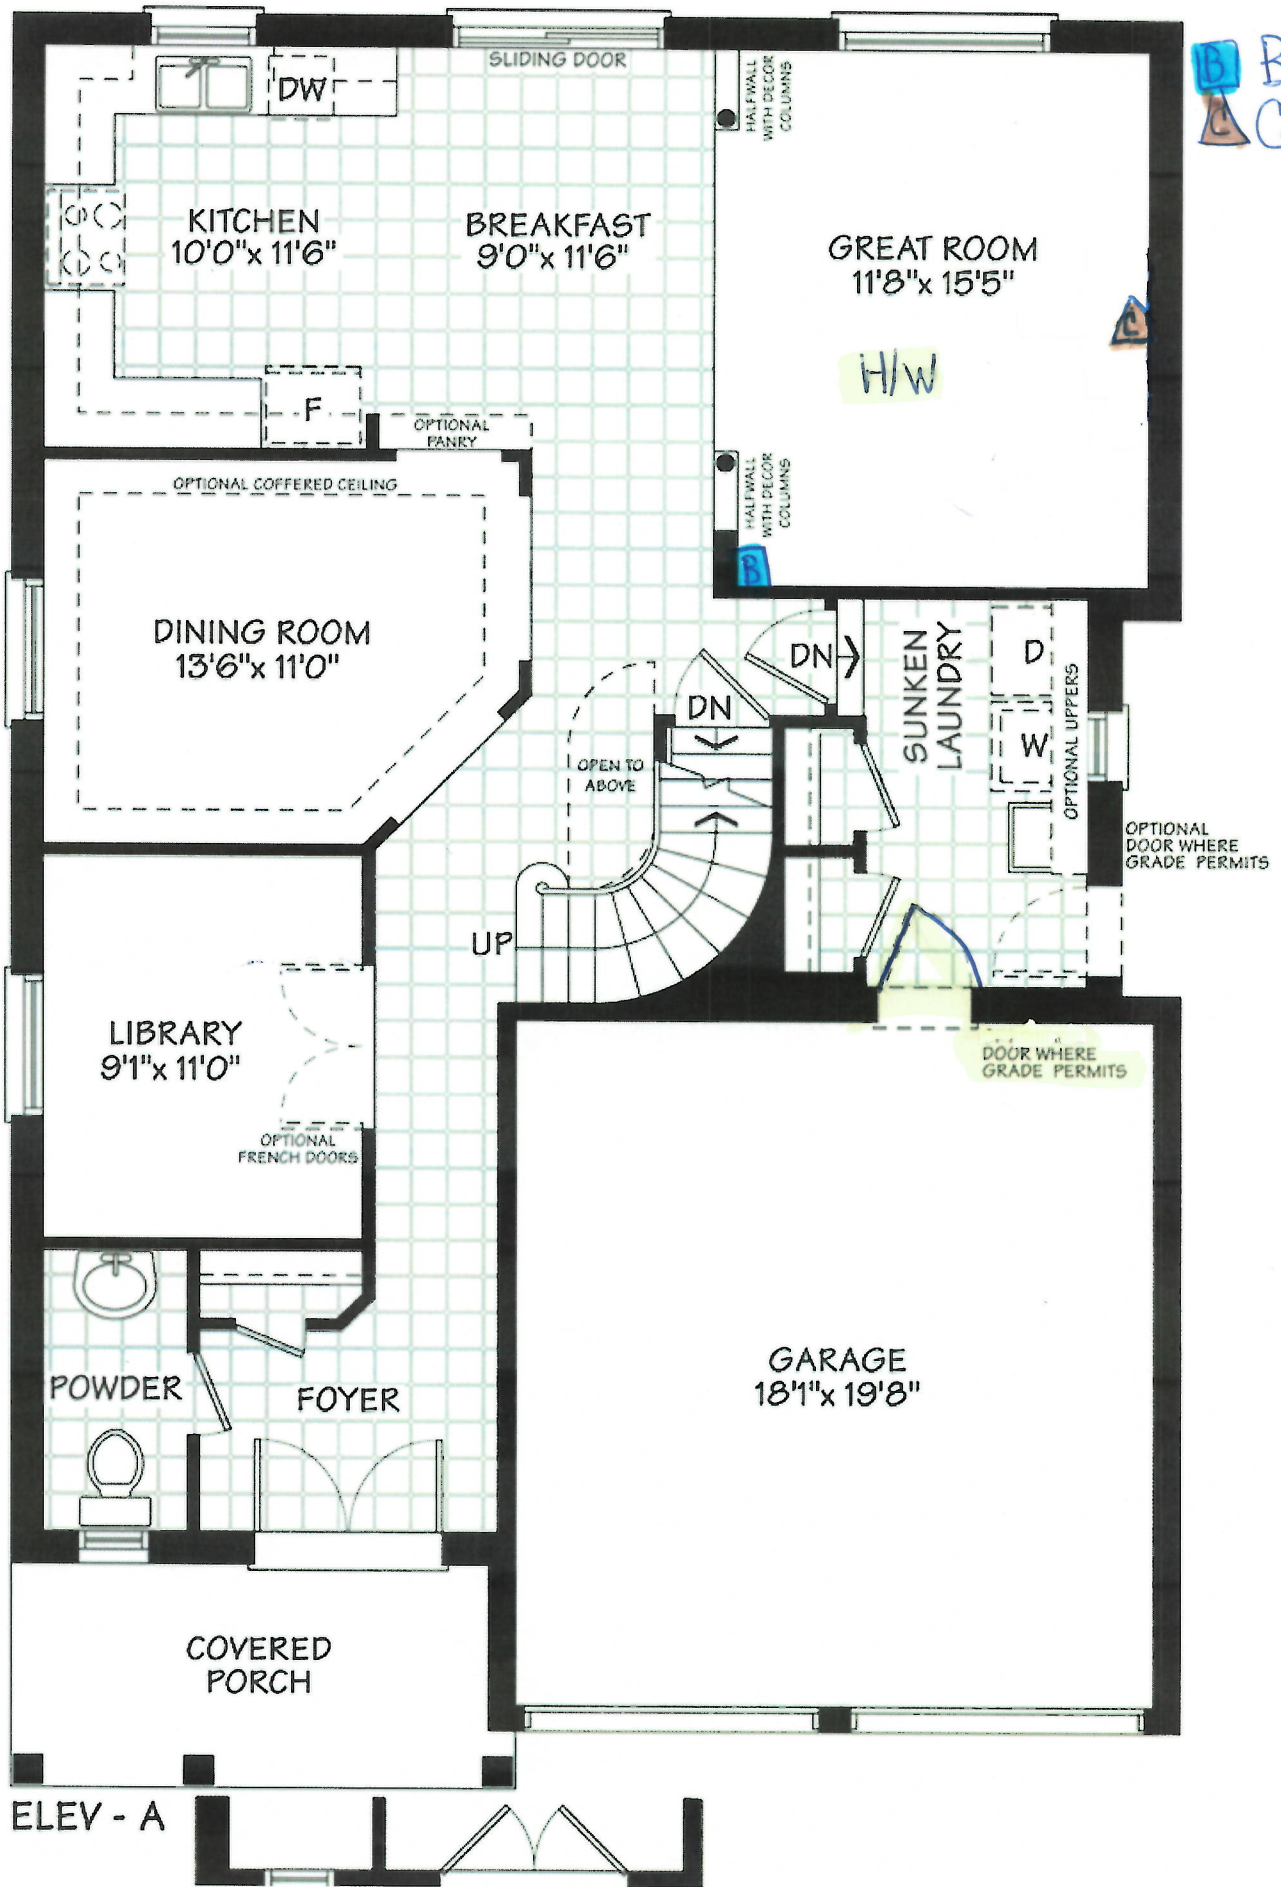 SLIDING DOOR
B B
C C
DW
HALFWALL
WITH DECOR
COLUMNS
KITCHEN
10'0"x 11'6"
BREAKFAST
9'0"x 11'6"
GREAT ROOM
11'8"x 15'5"
C
H/W
F
OPTIONAL
PANRY
OPTIONAL COFFERED CEILING
HALFWALL
WITH DECOR
COLUMNS
B
DINING ROOM
13'6"x 11'0"
DN
DN
SUNKEN
LAUNDRY
D
W
OPTIONAL UPPERS
OPEN TO
ABOVE
OPTIONAL
DOOR WHERE
GRADE PERMITS
UP
LIBRARY
9'1"x 11'0"
DOOR WHERE
GRADE PERMITS
OPTIONAL
FRENCH DOORS
POWDER
FOYER
GARAGE
18'1"x 19'8"
COVERED
PORCH
ELEV - A